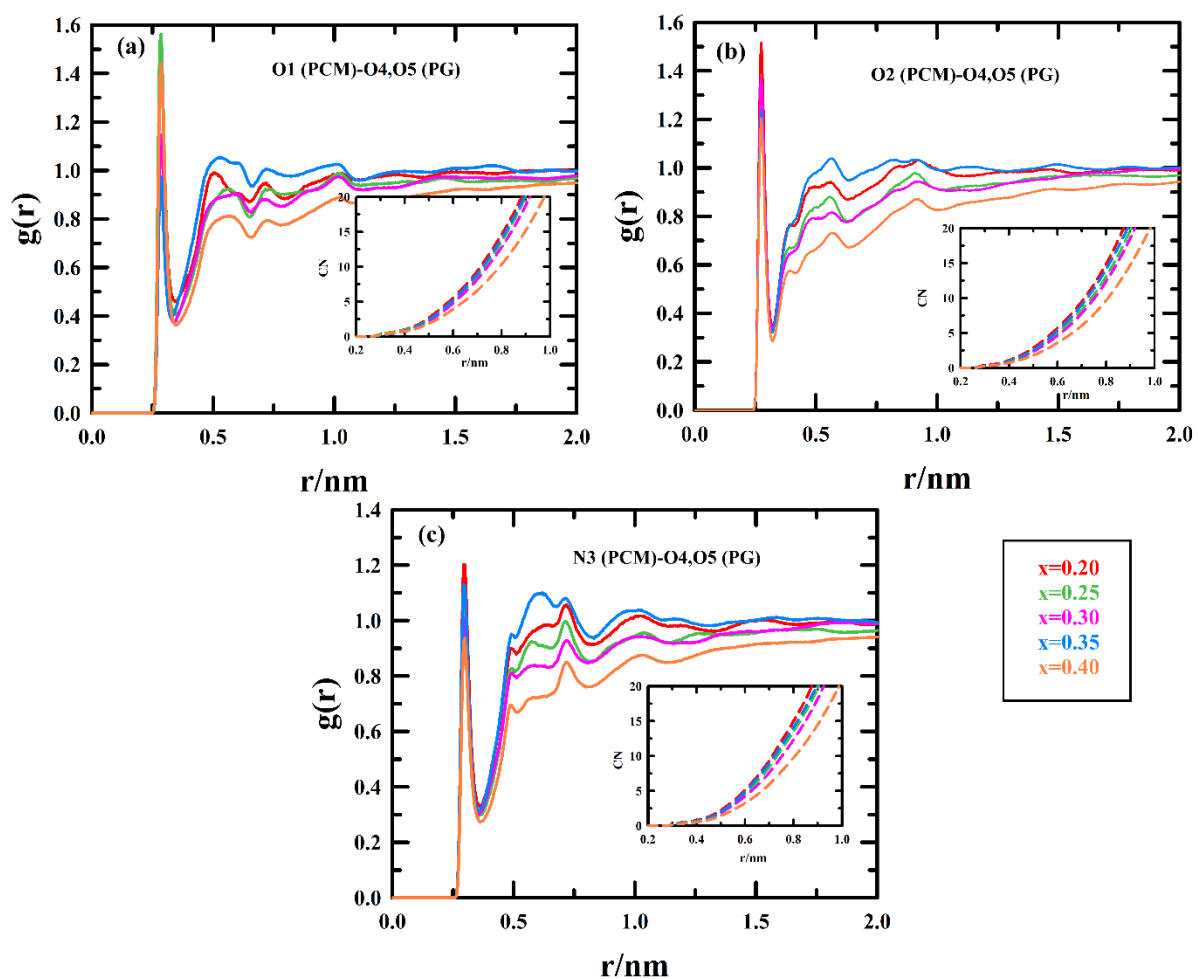 (a)
O1 (PCM)-O4,O5 (PG)
g(r)
1.6
1.4
1.2
1.0
0.8
0.6
0.4
0.2
0.0
0.0 0.5 1.0 1.5 2.0
r/nm
CN
20
15
10
5
0
0.2 0.4 0.6 0.8 1.0
r/nm
(b)
O2 (PCM)-O4,O5 (PG)
g(r)
1.6
1.4
1.2
1.0
0.8
0.6
0.4
0.2
0.0
0.0 0.5 1.0 1.5 2.0
r/nm
CN
20
15
10
5
0
0.2 0.4 0.6 0.8 1.0
r/nm
(c)
N3 (PCM)-O4,O5 (PG)
g(r)
1.4
1.2
1.0
0.8
0.6
0.4
0.2
0.0
0.0 0.5 1.0 1.5 2.0
r/nm
CN
20
15
10
5
0
0.2 0.4 0.6 0.8 1.0
r/nm
x=0.20
x=0.25
x=0.30
x=0.35
x=0.40